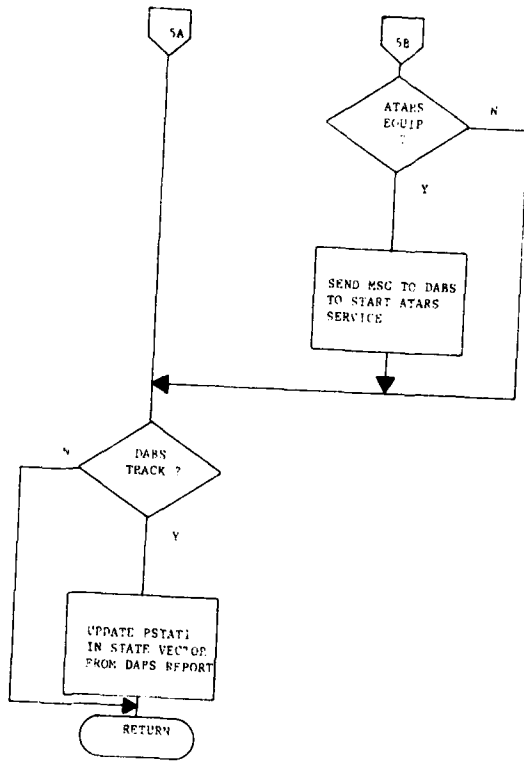 5A
5B
ATARS
EQUIP
?
N
Y
SEND MSG TO DABS
TO START ATARS
SERVICE
N
DABS
TRACK ?
Y
UPDATE PSTAT1
IN STATE VECTOR
FROM DABS REPORT
RETURN